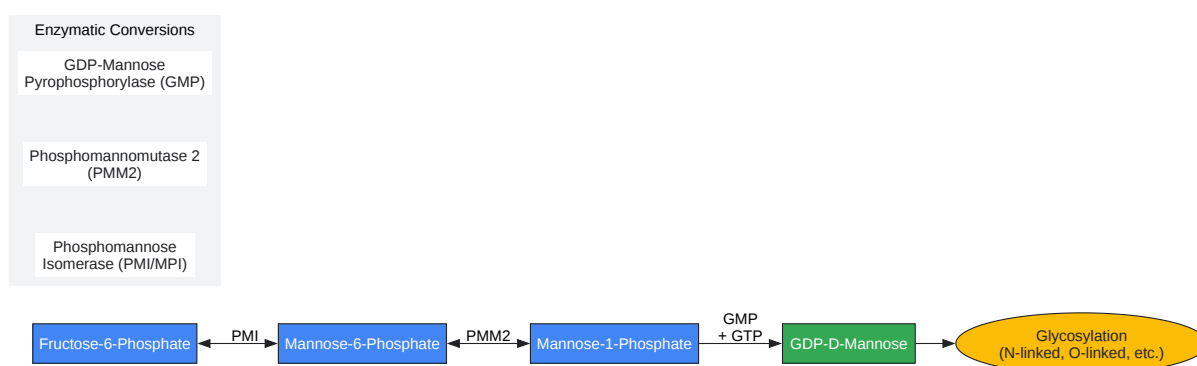 Enzymatic Conversions
GDP-Mannose
Pyrophosphorylase (GMP)
Phosphomannomutase 2
(PMM2)
Phosphomannose
Isomerase (PMI/MPI)
Fructose-6-Phosphate
PMI
Mannose-6-Phosphate
PMM2
Mannose-1-Phosphate
GMP
+ GTP
GDP-D-Mannose
Glycosylation
(N-linked, O-linked, etc.)